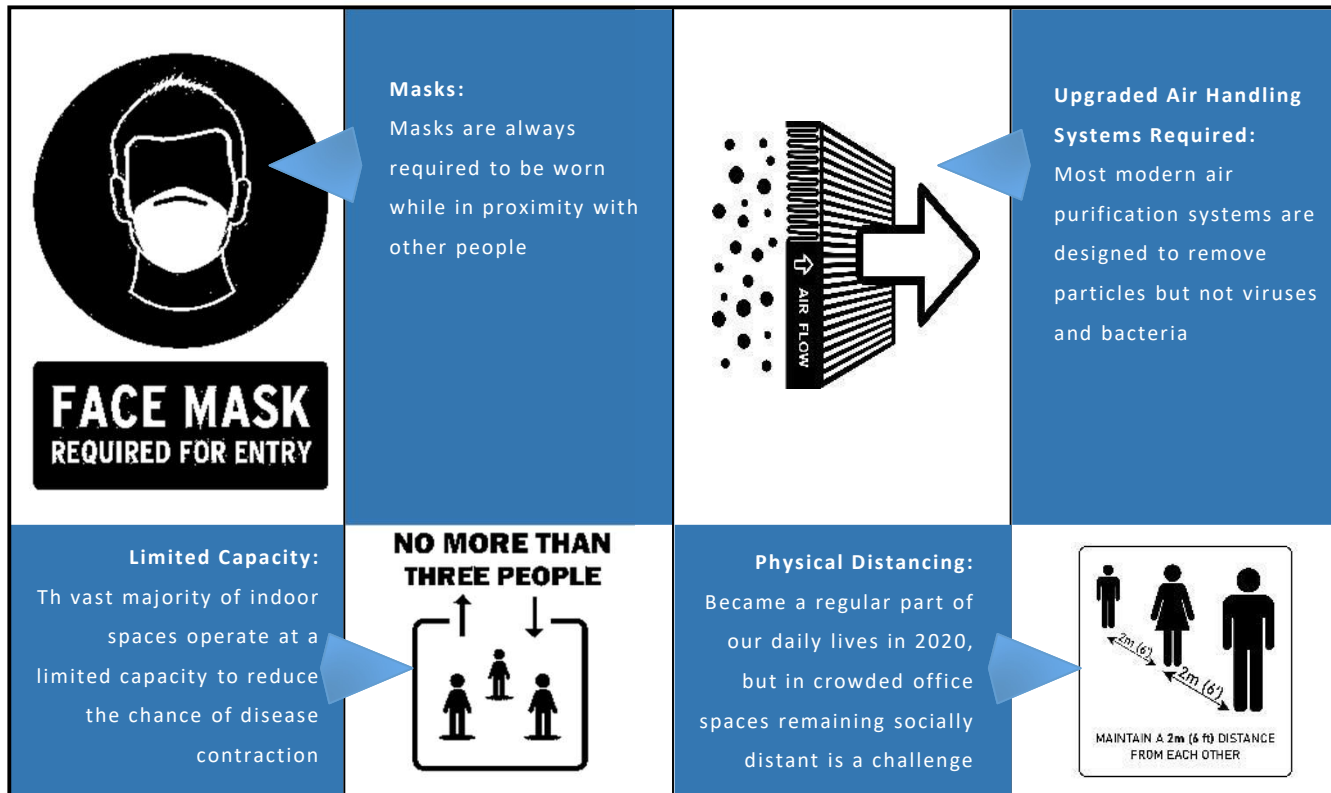 FACE MASK
REQUIRED FOR ENTRY
Masks:
Masks are always
required to be worn
while in proximity with
other people
AIR FLOW
Upgraded Air Handling
Systems Required:
Most modern air
purification systems are
designed to remove
particles but not viruses
and bacteria
Limited Capacity:
Th vast majority of indoor
spaces operate at a
limited capacity to reduce
the chance of disease
contraction
NO MORE THAN
THREE PEOPLE
Physical Distancing:
Became a regular part of
our daily lives in 2020,
but in crowded office
spaces remaining socially
distant is a challenge
2m (6')
2m (6')
MAINTAIN A 2m (6 ft) DISTANCE
FROM EACH OTHER